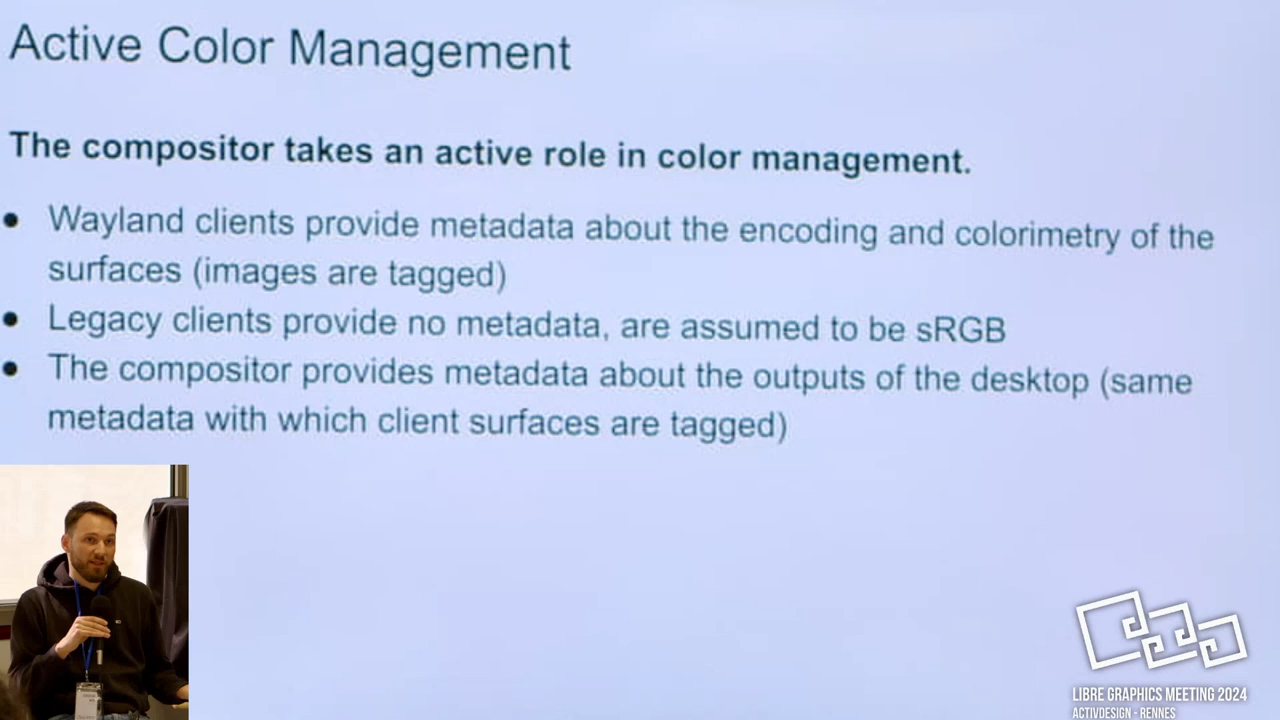 Active Color Management
The compositor takes an active role in color management.
Wayland clients provide metadata about the encoding and colorimetry of the
surfaces (images are tagged)
Legacy clients provide no metadata, are assumed to be sRGB
The compositor provides metadata about the outputs of the desktop (same
metadata with which client surfaces are tagged)
LIBRE GRAPHICS MEETING 2024
ACTIVDESIGN - RENNES